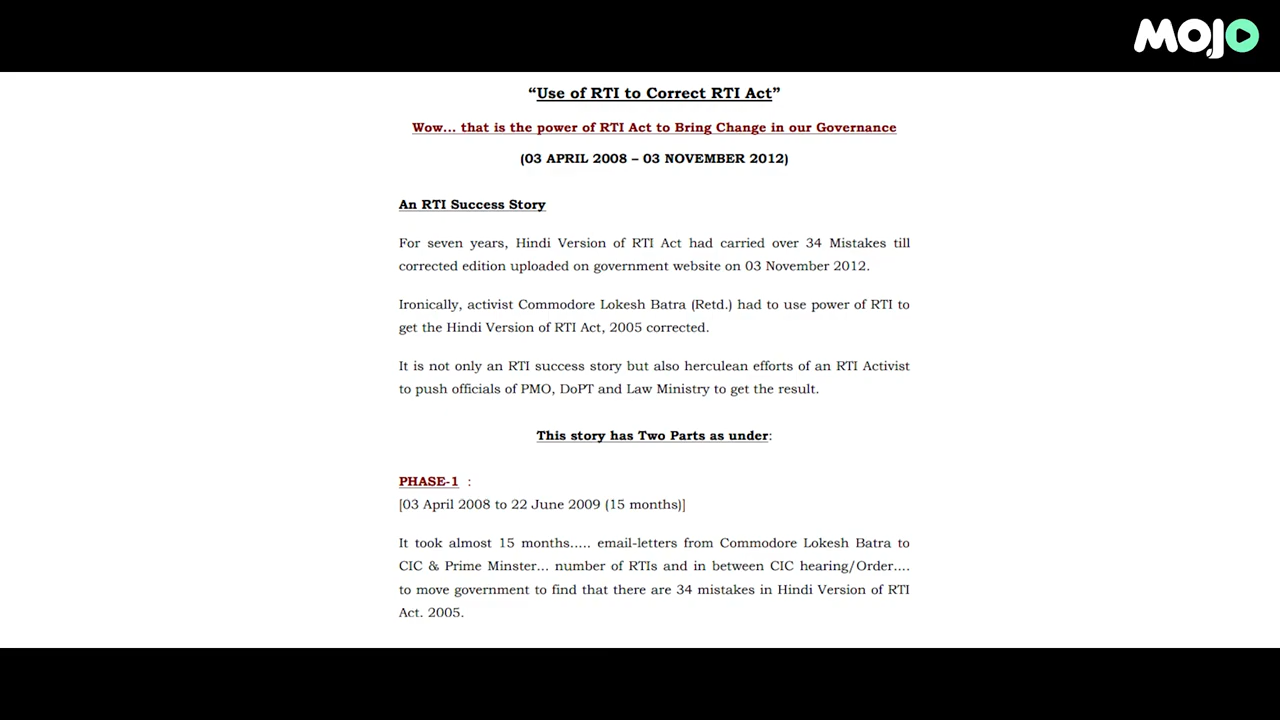 MOJO
“Use of RTI to Correct RTI Act”
Wow... that is the power of RTI Act to Bring Change in our Governance
(03 APRIL 2008 – 03 NOVEMBER 2012)
An RTI Success Story
For seven years, Hindi Version of RTI Act had carried over 34 Mistakes till
corrected edition uploaded on government website on 03 November 2012.
Ironically, activist Commodore Lokesh Batra (Retd.) had to use power of RTI to
get the Hindi Version of RTI Act, 2005 corrected.
It is not only an RTI success story but also herculean efforts of an RTI Activist
to push officials of PMO, DoPT and Law Ministry to get the result.
This story has Two Parts as under:
PHASE-1 :
[03 April 2008 to 22 June 2009 (15 months)]
It took almost 15 months..... email-letters from Commodore Lokesh Batra to
CIC & Prime Minster... number of RTIs and in between CIC hearing/Order....
to move government to find that there are 34 mistakes in Hindi Version of RTI
Act. 2005.